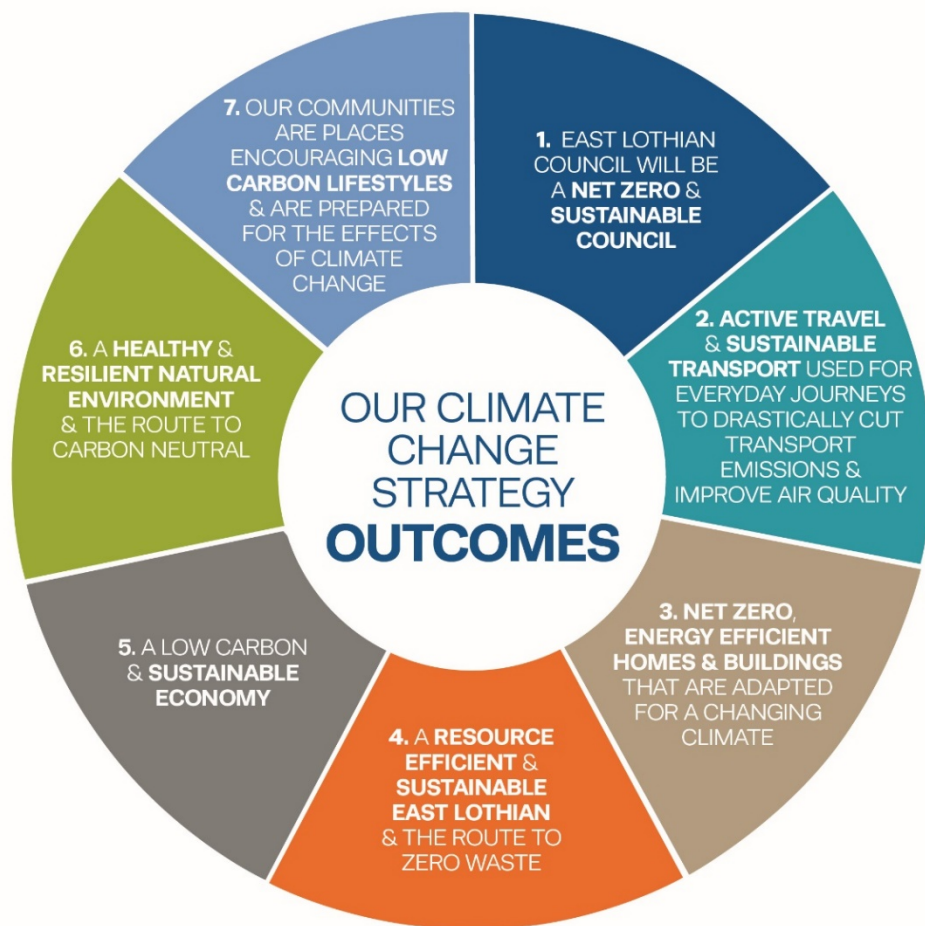 OUR CLIMATE
CHANGE
STRATEGY
OUTCOMES
1. EAST LOTHIAN
COUNCIL WILL BE
A NET ZERO &
SUSTAINABLE
COUNCIL
2. ACTIVE TRAVEL
& SUSTAINABLE
TRANSPORT USED FOR
EVERYDAY JOURNEYS
TO DRASTICALLY CUT
TRANSPORT
EMISSIONS &
IMPROVE AIR QUALITY
3. NET ZERO,
ENERGY EFFICIENT
HOMES & BUILDINGS
THAT ARE ADAPTED
FOR A CHANGING
CLIMATE
4. A RESOURCE
EFFICIENT &
SUSTAINABLE
EAST LOTHIAN
& THE ROUTE TO
ZERO WASTE
5. A LOW CARBON
& SUSTAINABLE
ECONOMY
6. A HEALTHY &
RESILIENT NATURAL
ENVIRONMENT
& THE ROUTE TO
CARBON NEUTRAL
7. OUR COMMUNITIES
ARE PLACES
ENCOURAGING LOW
CARBON LIFESTYLES
& ARE PREPARED
FOR THE EFFECTS
OF CLIMATE
CHANGE